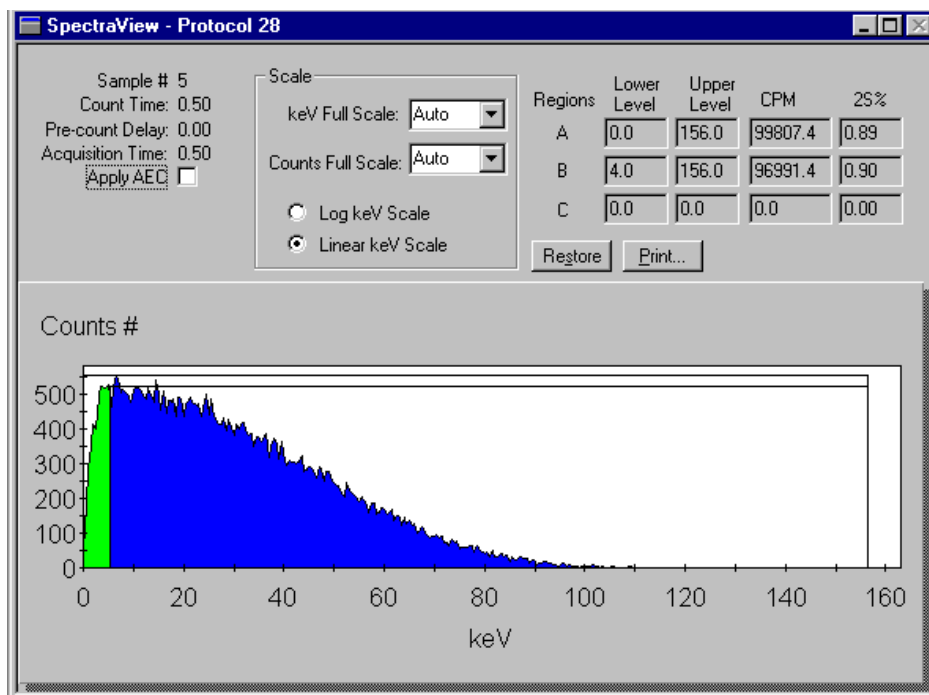 SpectraView - Protocol 28
Sample # 5
Count Time: 0.50
Pre-count Delay: 0.00
Acquisition Time: 0.50
Apply AEC
Scale
keV Full Scale: Auto
Counts Full Scale: Auto
Log keV Scale
Linear keV Scale
Regions Lower Level Upper Level CPM 2S%
A 0.0 156.0 99807.4 0.89
B 4.0 156.0 96991.4 0.90
C 0.0 0.0 0.0 0.00
Restore Print...
Counts #
500
400
300
200
100
0
0 20 40 60 80 100 120 140 160
keV